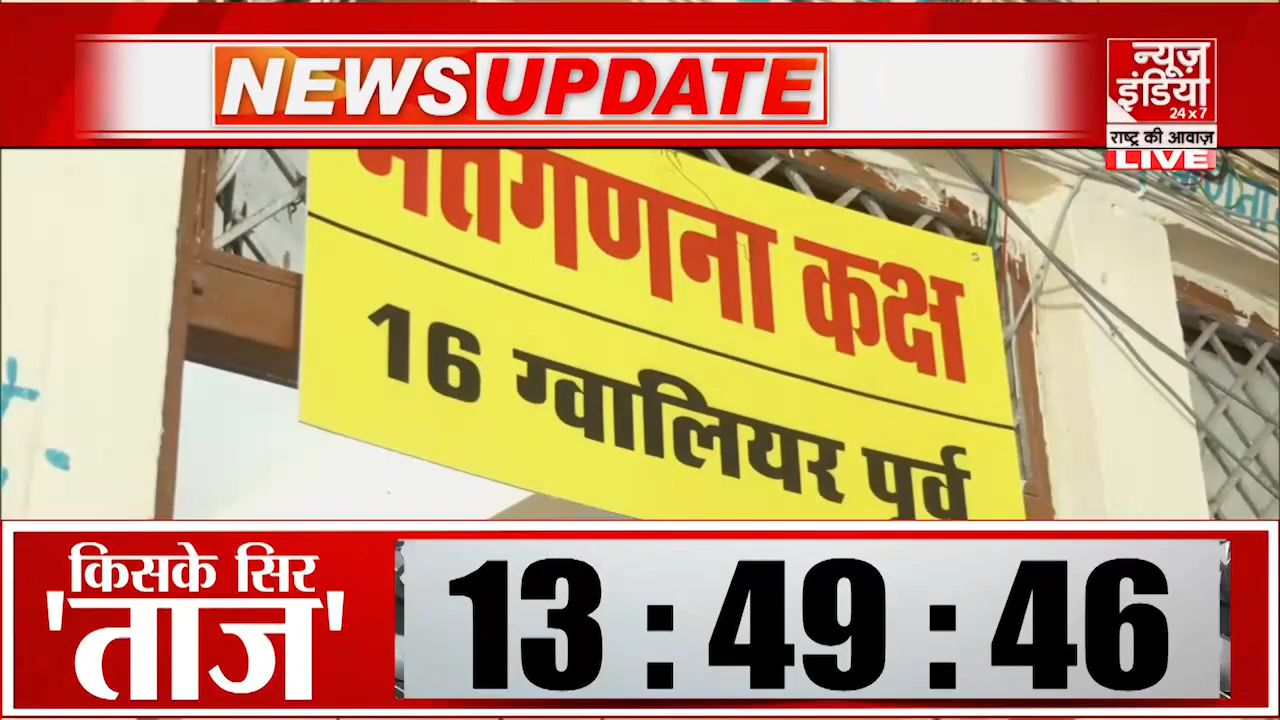 NEWS UPDATE
न्यूज़
इंडिया
24x7
राष्ट्र की आवाज़
LIVE
मतगणना कक्ष
16 ग्वालियर पूर्व
किसके सिर
'ताज'
13 : 49 : 46